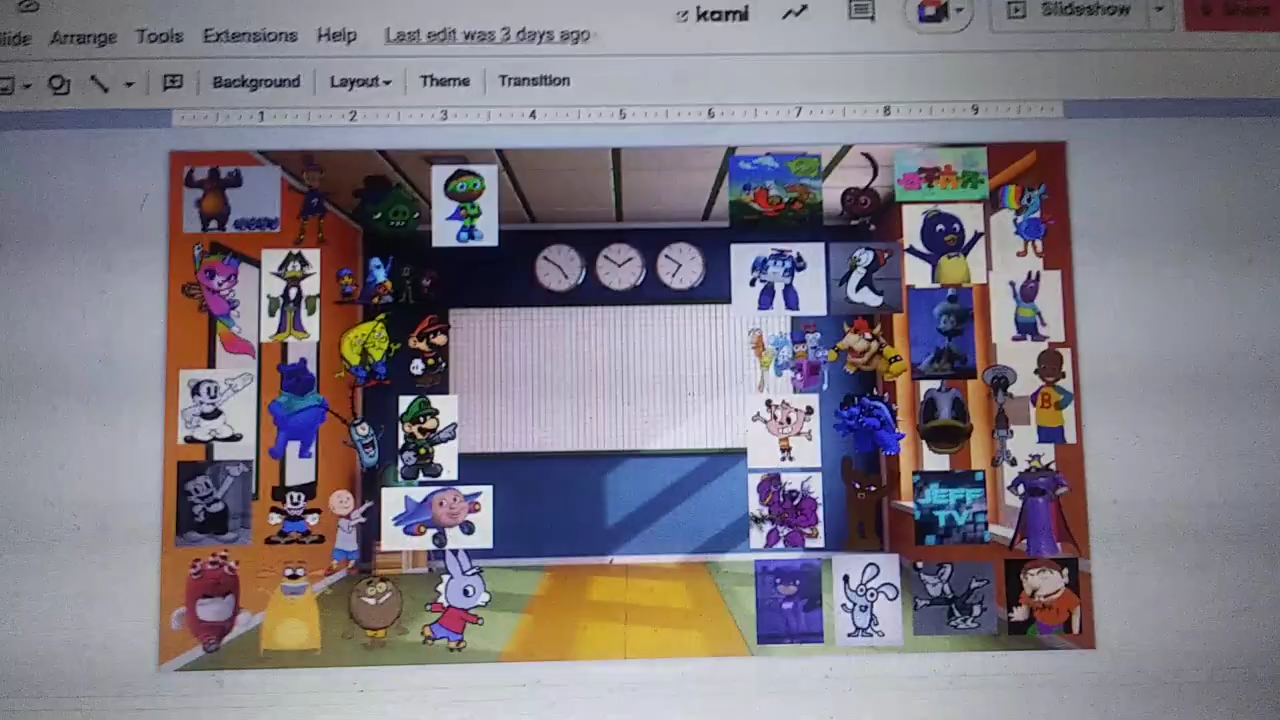 kami
Slideshow
Share
lide Arrange Tools Extensions Help Last edit was 3 days ago
Background Layout Theme Transition
1 2 3 4 5 6 7 8 9
B
JEFF
TV